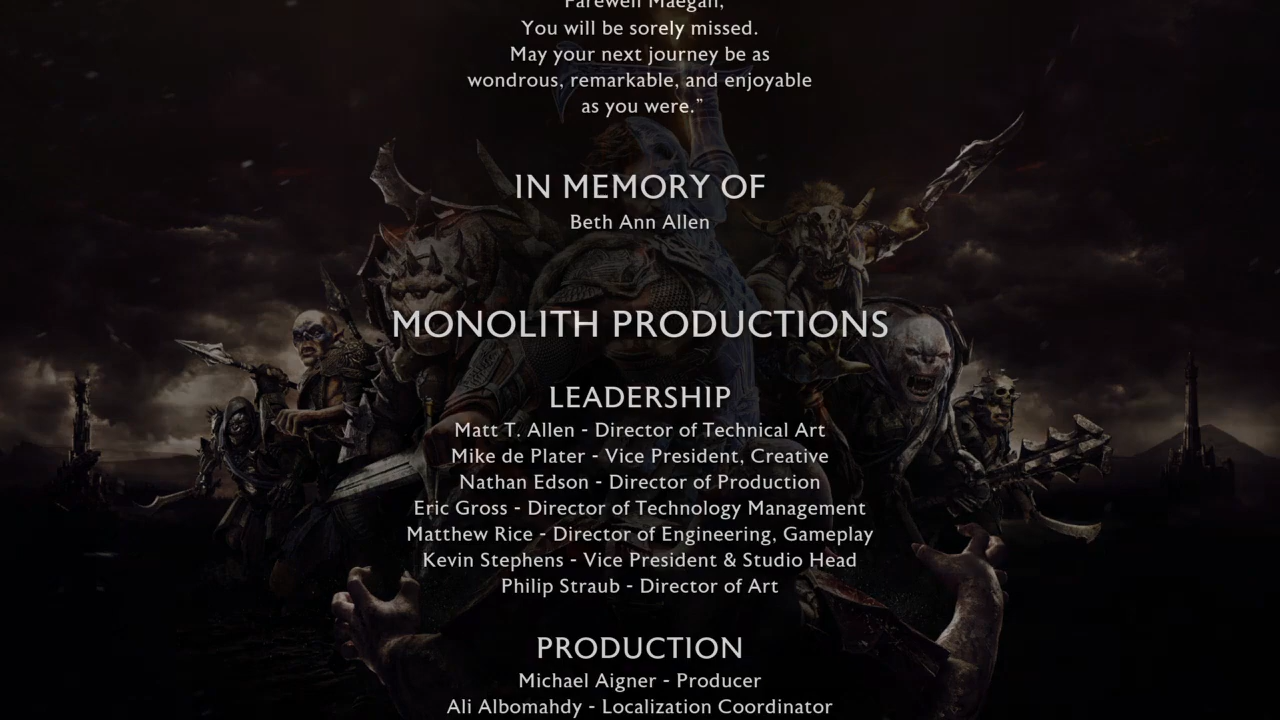 Farewell Maegan,
You will be sorely missed.
May your next journey be as
wondrous, remarkable, and enjoyable
as you were.”
IN MEMORY OF
Beth Ann Allen
MONOLITH PRODUCTIONS
LEADERSHIP
Matt T. Allen - Director of Technical Art
Mike de Plater - Vice President, Creative
Nathan Edson - Director of Production
Eric Gross - Director of Technology Management
Matthew Rice - Director of Engineering, Gameplay
Kevin Stephens - Vice President & Studio Head
Philip Straub - Director of Art
PRODUCTION
Michael Aigner - Producer
Ali Albomahdy - Localization Coordinator